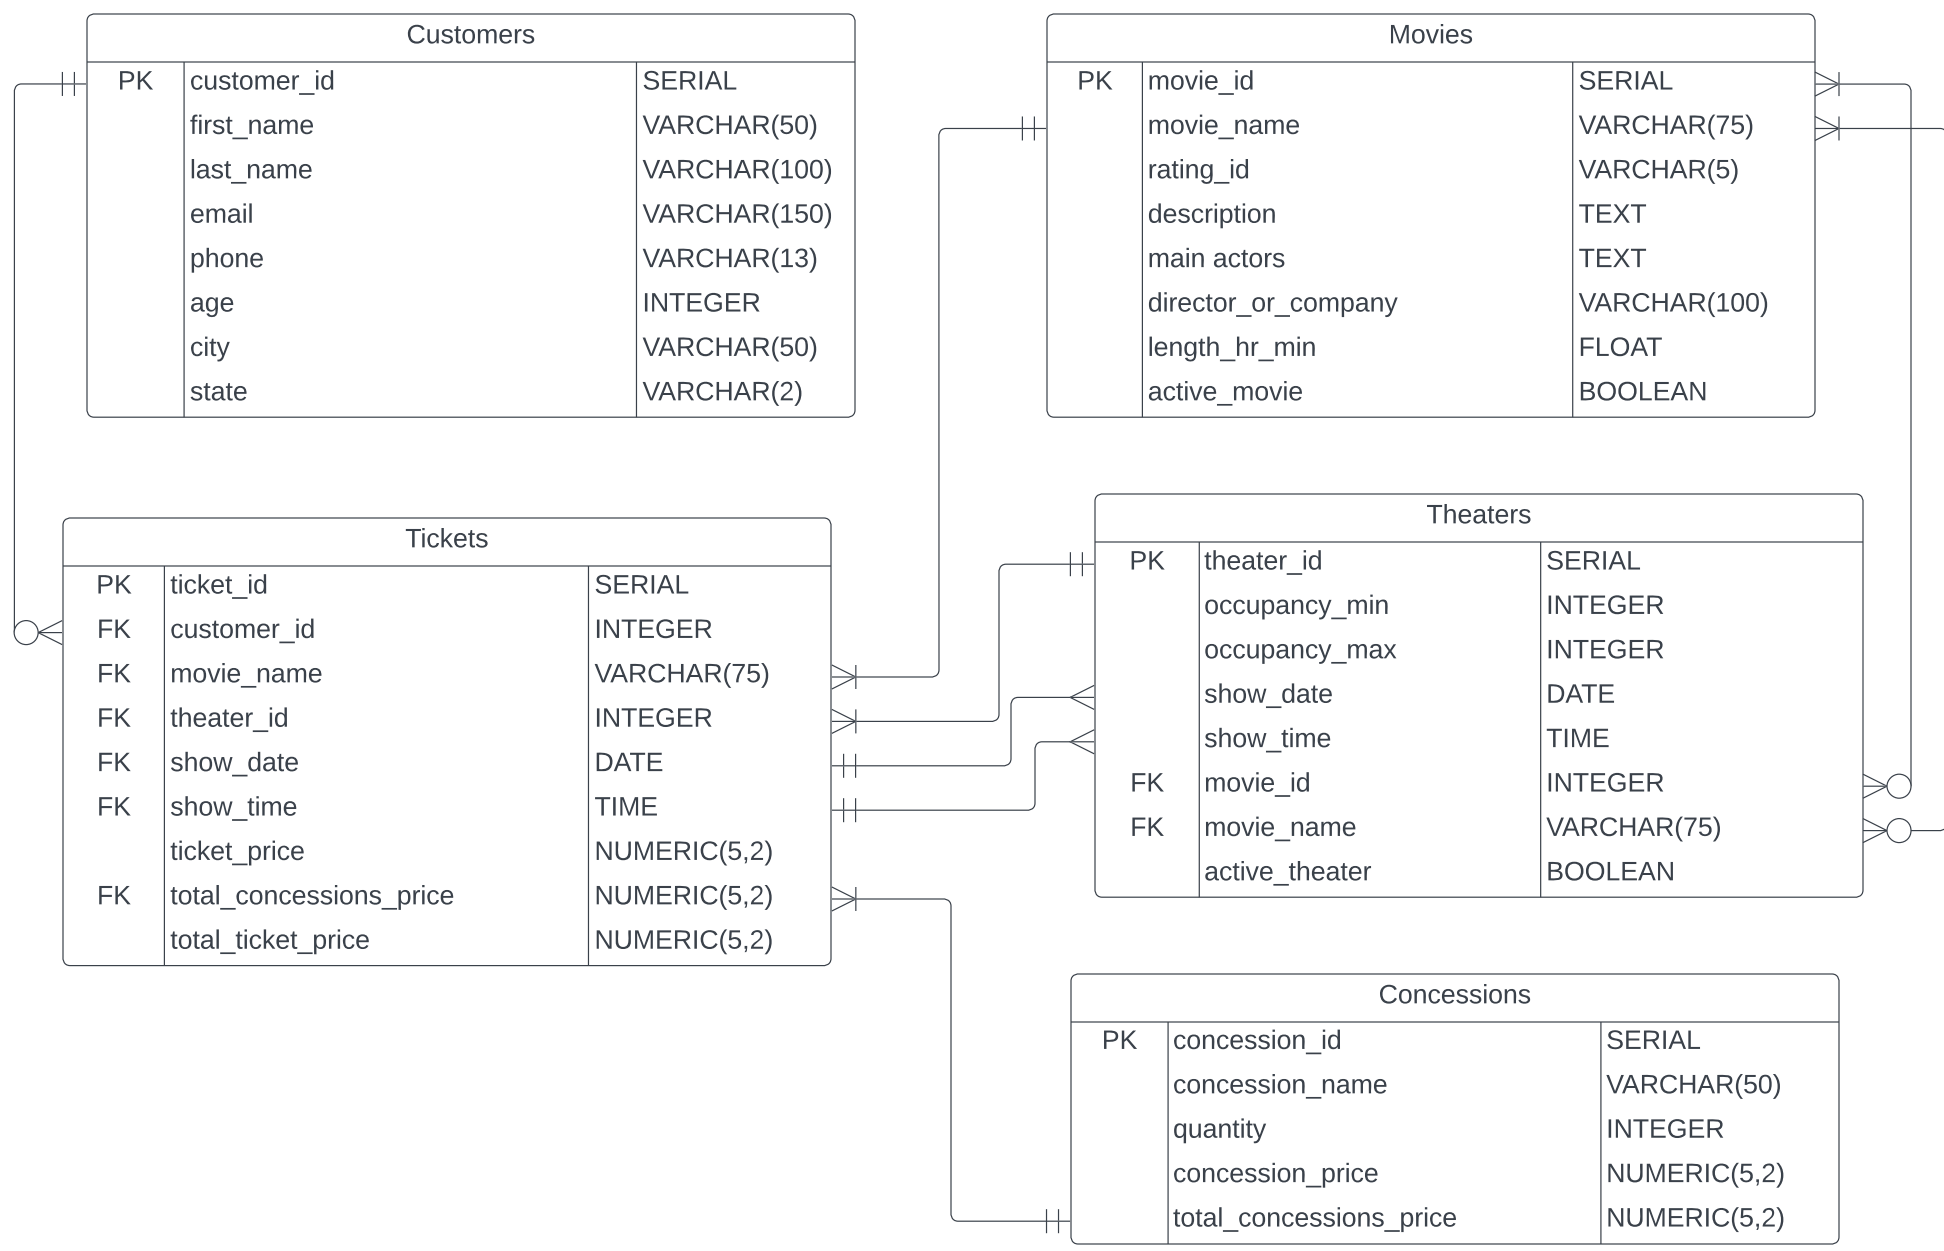 Customers
PK customer_id SERIAL
first_name VARCHAR(50)
last_name VARCHAR(100)
email VARCHAR(150)
phone VARCHAR(13)
age INTEGER
city VARCHAR(50)
state VARCHAR(2)
Movies
PK movie_id SERIAL
movie_name VARCHAR(75)
rating_id VARCHAR(5)
description TEXT
main actors TEXT
director_or_company VARCHAR(100)
length_hr_min FLOAT
active_movie BOOLEAN
Tickets
PK ticket_id SERIAL
FK customer_id INTEGER
FK movie_name VARCHAR(75)
FK theater_id INTEGER
FK show_date DATE
FK show_time TIME
ticket_price NUMERIC(5,2)
FK total_concessions_price NUMERIC(5,2)
total_ticket_price NUMERIC(5,2)
Theaters
PK theater_id SERIAL
occupancy_min INTEGER
occupancy_max INTEGER
show_date DATE
show_time TIME
FK movie_id INTEGER
FK movie_name VARCHAR(75)
active_theater BOOLEAN
Concessions
PK concession_id SERIAL
concession_name VARCHAR(50)
quantity INTEGER
concession_price NUMERIC(5,2)
total_concessions_price NUMERIC(5,2)